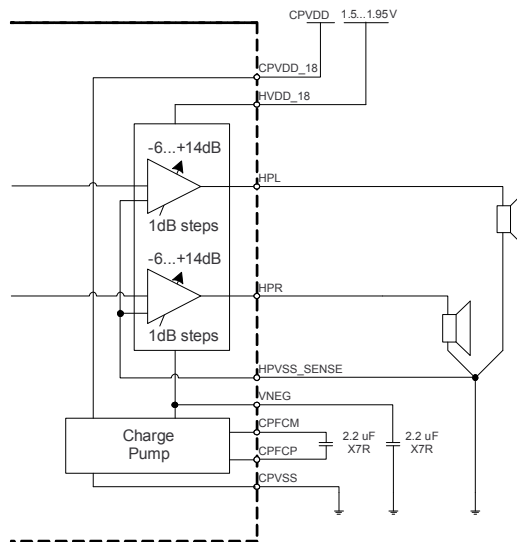 CPVDD
1.5...1.95V
CPVDD_18
HVDD_18
-6...+14dB
HPL
1dB steps
-6...+14dB
HPR
1dB steps
HPVSS_SENSE
VNEG
CPFCM
Charge
Pump
2.2 uF
X7R
2.2 uF
X7R
CPFCP
CPVSS